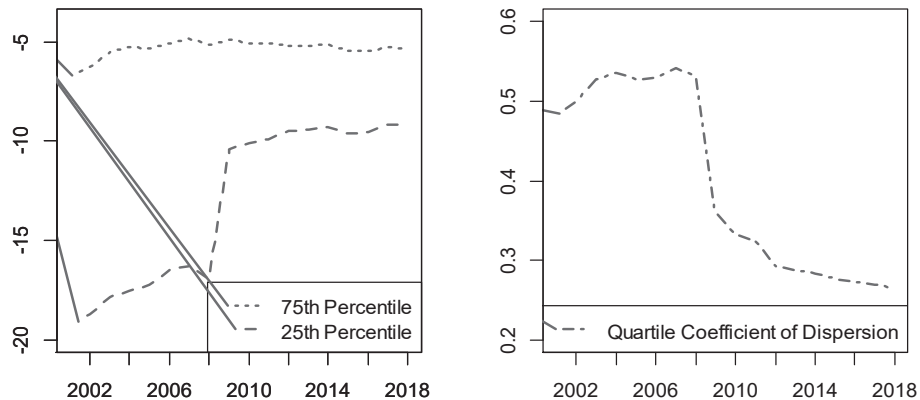 -5
-10
-15
-20
75th Percentile
25th Percentile
2002 2006 2010 2014 2018
0.6
0.5
0.4
0.3
0.2
Quartile Coefficient of Dispersion
2002 2006 2010 2014 2018